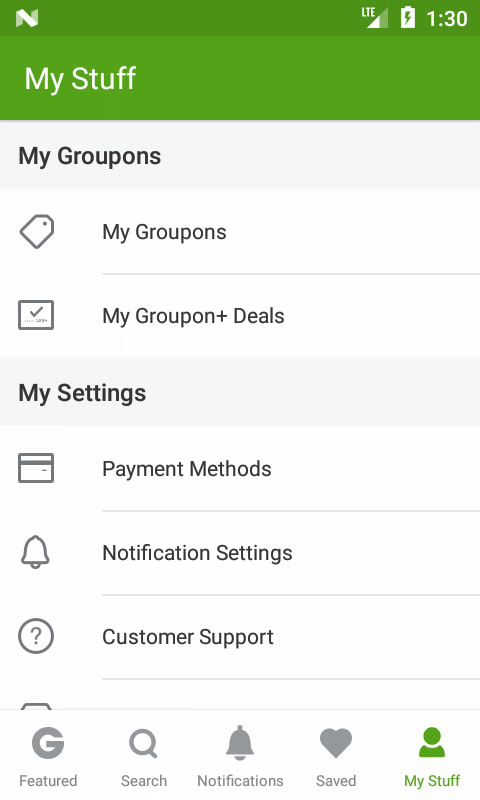 LTE 1:30
My Stuff
My Groupons
My Groupons
My Groupon+ Deals
My Settings
Payment Methods
Notification Settings
? Customer Support
G
Featured Search Notifications Saved My Stuff